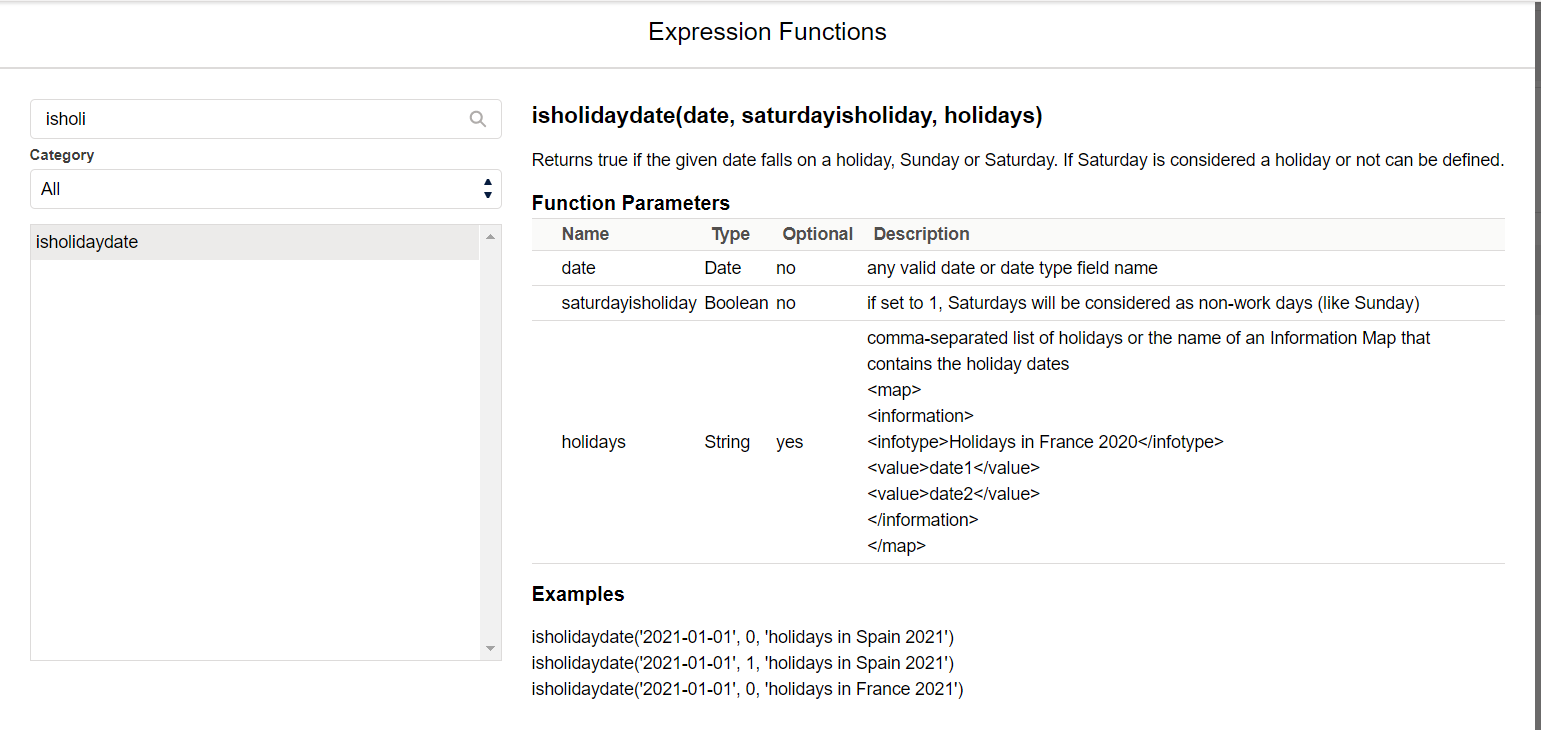 Expression Functions
isholi
Category
All
isholidaydate
isholidaydate(date, saturdayisholiday, holidays)
Returns true if the given date falls on a holiday, Sunday or Saturday. If Saturday is considered a holiday or not can be defined.
Function Parameters
Name Type Optional Description
date Date no any valid date or date type field name
saturdayisholiday Boolean no if set to 1, Saturdays will be considered as non-work days (like Sunday)
holidays String yes comma-separated list of holidays or the name of an Information Map that
contains the holiday dates
<map>
<information>
<infotype>Holidays in France 2020</infotype>
<value>date1</value>
<value>date2</value>
</information>
</map>
Examples
isholidaydate('2021-01-01', 0, 'holidays in Spain 2021')
isholidaydate('2021-01-01', 1, 'holidays in Spain 2021')
isholidaydate('2021-01-01', 0, 'holidays in France 2021')